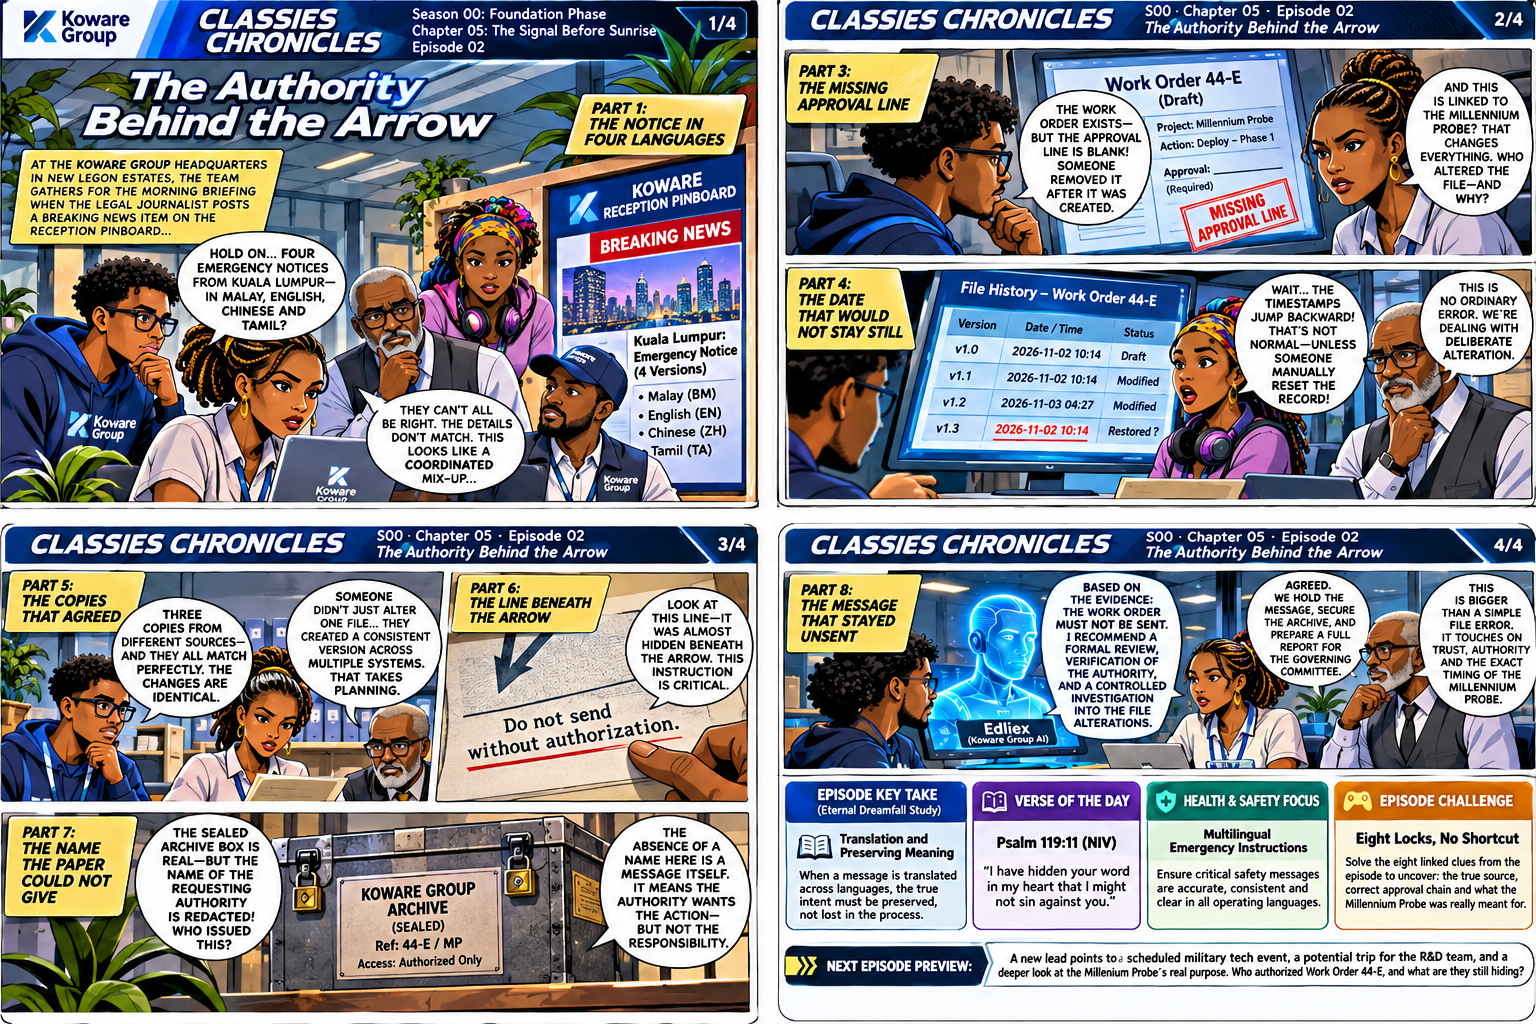 Koware
Group
CLASSIES
CHRONICLES
Season 00: Foundation Phase
Chapter 05: The Signal Before Sunrise
Episode 02
1/4
The Authority
Behind the Arrow
PART 1:
THE NOTICE IN
FOUR LANGUAGES
AT THE KOWARE GROUP HEADQUARTERS
IN NEW LEGON ESTATES, THE TEAM
GATHERS FOR THE MORNING BRIEFING
WHEN THE LEGAL JOURNALIST POSTS
A BREAKING NEWS ITEM ON THE
RECEPTION PINBOARD...
HOLD ON... FOUR
EMERGENCY NOTICES
FROM KUALA LUMPUR—
IN MALAY, ENGLISH,
CHINESE AND
TAMIL?
KOWARE
RECEPTION PINBOARD
BREAKING NEWS
Kuala Lumpur:
Emergency Notice
(4 Versions)
• Malay (BM)
• English (EN)
• Chinese (ZH)
• Tamil (TA)
THEY CAN'T ALL
BE RIGHT. THE DETAILS
DON'T MATCH. THIS
LOOKS LIKE A
COORDINATED
MIX-UP...
Koware
Group
Koware
Group
Koware
Group
CLASSIES CHRONICLES
S00 · Chapter 05 · Episode 02
The Authority Behind the Arrow
2/4
PART 3:
THE MISSING
APPROVAL LINE
THE WORK
ORDER EXISTS—
BUT THE APPROVAL
LINE IS BLANK!
SOMEONE
REMOVED IT
AFTER IT WAS
CREATED.
Work Order 44-E
(Draft)
Project: Millennium Probe
Action: Deploy – Phase 1
Approval:
(Required)
MISSING
APPROVAL LINE
AND THIS
IS LINKED TO
THE MILLENNIUM
PROBE? THAT
CHANGES
EVERYTHING. WHO
ALTERED THE
FILE—AND
WHY?
PART 4:
THE DATE
THAT WOULD
NOT STAY STILL
File History – Work Order 44-E
Version Date / Time Status
v1.0 2026-11-02 10:14 Draft
v1.1 2026-11-02 10:14 Modified
v1.2 2026-11-03 04:27 Modified
v1.3 2026-11-02 10:14 Restored ?
WAIT... THE
TIMESTAMPS
JUMP BACKWARD!
THAT'S NOT
NORMAL—UNLESS
SOMEONE
MANUALLY
RESET THE
RECORD!
THIS IS
NO ORDINARY
ERROR. WE'RE
DEALING WITH
DELIBERATE
ALTERATION.
CLASSIES CHRONICLES
S00 · Chapter 05 · Episode 02
The Authority Behind the Arrow
3/4
PART 5:
THE COPIES
THAT AGREED
THREE
COPIES FROM
DIFFERENT SOURCES—
AND THEY ALL MATCH
PERFECTLY. THE
CHANGES ARE
IDENTICAL.
SOMEONE
DIDN'T JUST ALTER
ONE FILE... THEY
CREATED A CONSISTENT
VERSION ACROSS
MULTIPLE SYSTEMS.
THAT TAKES
PLANNING.
PART 6:
THE LINE BENEATH
THE ARROW
LOOK AT
THIS LINE—IT
WAS ALMOST
HIDDEN BENEATH
THE ARROW. THIS
INSTRUCTION
IS CRITICAL.
Do not send
without authorization.
PART 7:
THE NAME
THE PAPER
COULD NOT
GIVE
THE SEALED
ARCHIVE BOX IS
REAL—BUT THE
NAME OF THE
REQUESTING
AUTHORITY
IS REDACTED!
WHO ISSUED
THIS?
KOWARE GROUP
ARCHIVE
(SEALED)
Ref: 44-E / MP
Access: Authorized Only
THE
ABSENCE OF A
NAME HERE IS A
MESSAGE ITSELF.
IT MEANS THE
AUTHORITY WANTS
THE ACTION—
BUT NOT THE
RESPONSIBILITY.
CLASSIES CHRONICLES
S00 · Chapter 05 · Episode 02
The Authority Behind the Arrow
4/4
PART 8:
THE MESSAGE
THAT STAYED
UNSENT
BASED ON
THE EVIDENCE:
THE WORK ORDER
MUST NOT BE SENT.
I RECOMMEND A
FORMAL REVIEW,
VERIFICATION OF
THE AUTHORITY,
AND A CONTROLLED
INVESTIGATION
INTO THE FILE
ALTERATIONS.
Edliex
(Koware Group AI)
AGREED.
WE HOLD THE
MESSAGE, SECURE
THE ARCHIVE, AND
PREPARE A FULL
REPORT FOR
THE GOVERNING
COMMITTEE.
THIS
IS BIGGER
THAN A SIMPLE
FILE ERROR.
IT TOUCHES ON
TRUST, AUTHORITY
AND THE EXACT
TIMING OF THE
MILLENNIUM
PROBE.
EPISODE KEY TAKE
(Eternal Dreamfall Study)
Translation and
Preserving Meaning
When a message is translated
across languages, the true
intent must be preserved,
not lost in the process.
VERSE OF THE DAY
Psalm 119:11 (NIV)
“I have hidden your word
in my heart that I might
not sin against you.”
HEALTH & SAFETY FOCUS
Multilingual
Emergency Instructions
Ensure critical safety messages
are accurate, consistent and
clear in all operating languages.
EPISODE CHALLENGE
Eight Locks, No Shortcut
Solve the eight linked clues from the
episode to uncover: the true source,
correct approval chain and what the
Millennium Probe was really meant for.
NEXT EPISODE PREVIEW:
A new lead points to a scheduled military tech event, a potential trip for the R&D team, and a
deeper look at the Millenium Probe's real purpose. Who authorized Work Order 44-E, and what are they still hiding?